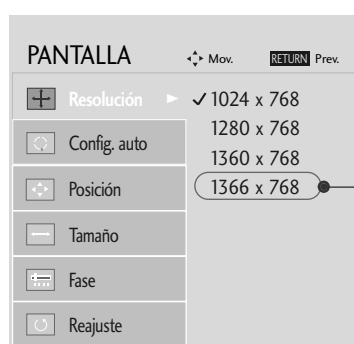 PANTALLA
Mov. RETURN Prev.
Resolución
Config. auto
Posición
Tamaño
Fase
Reajuste
1024 x 768
1280 x 768
1360 x 768
1366 x 768